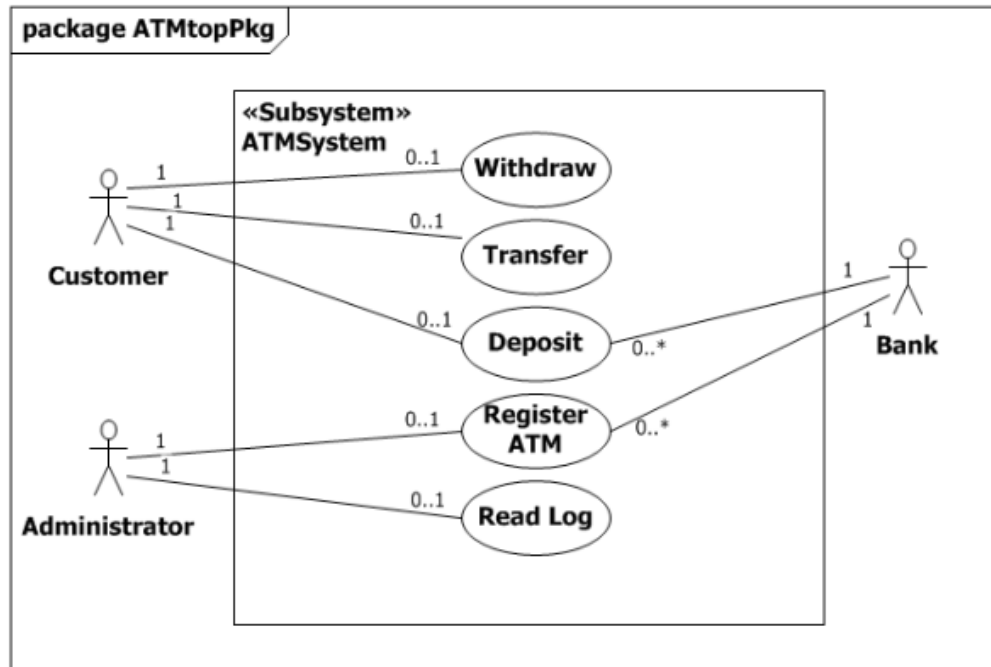 package ATMtopPkg
«Subsystem»
ATMSystem
1
0..1
Withdraw
1
0..1
Transfer
1
0..1
Deposit
Customer
1
0..*
1
0..*
Bank
1
0..1
Register
ATM
1
0..1
Read Log
Administrator